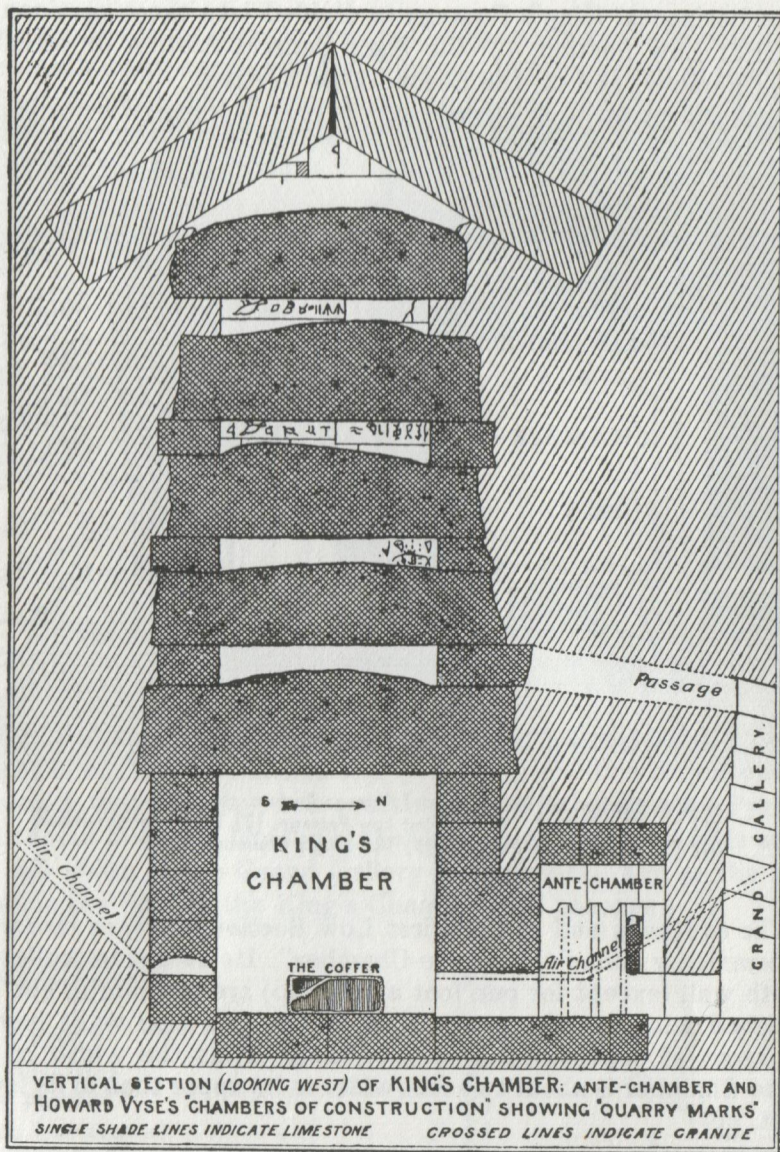 Passage
GRAND GALLERY.
S N
KING'S
CHAMBER
ANTE-CHAMBER
Air Channel
Air Channel
THE COFFER
VERTICAL SECTION (LOOKING WEST) OF KING'S CHAMBER; ANTE-CHAMBER AND
HOWARD VYSE'S "CHAMBERS OF CONSTRUCTION" SHOWING "QUARRY MARKS"
SINGLE SHADE LINES INDICATE LIMESTONE CROSSED LINES INDICATE GRANITE